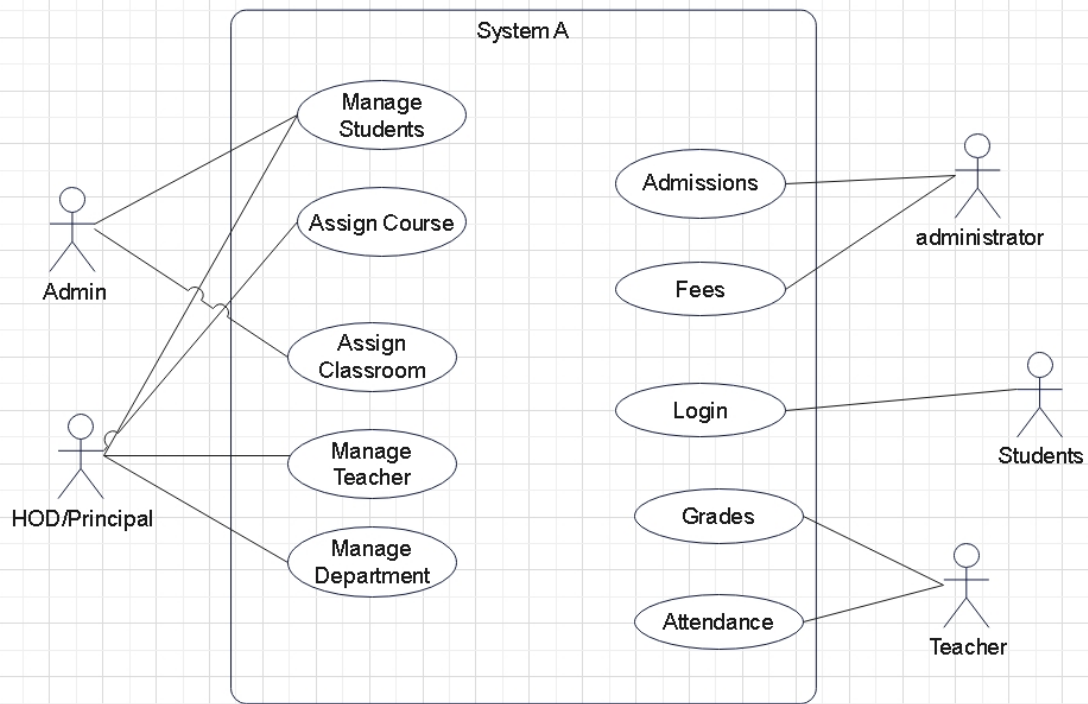 System A
Manage
Students
Admissions
Assign Course
administrator
Admin
Fees
Assign
Classroom
Login
Students
Manage
Teacher
HOD/Principal
Grades
Manage
Department
Attendance
Teacher